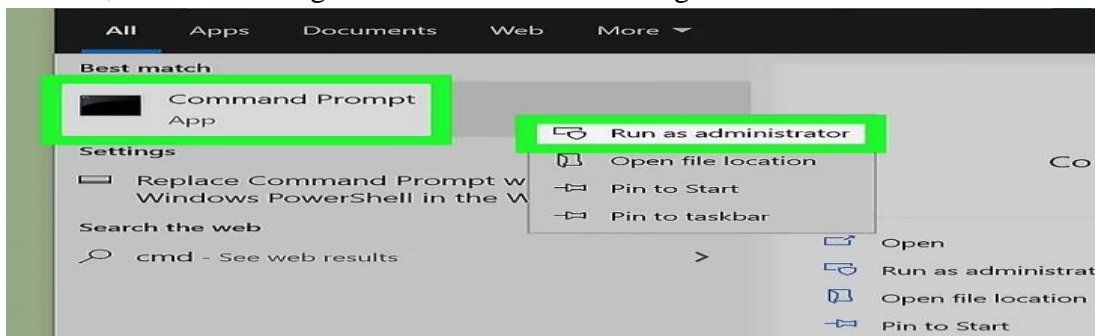 All Apps Documents Web More
Best match
Command Prompt
App
Run as administrator
Settings
Open file location
Replace Command Prompt w
Windows PowerShell in the W
Pin to Start
Pin to taskbar
Search the web
cmd - See web results
Co
Open
Run as administrat
Open file location
Pin to Start